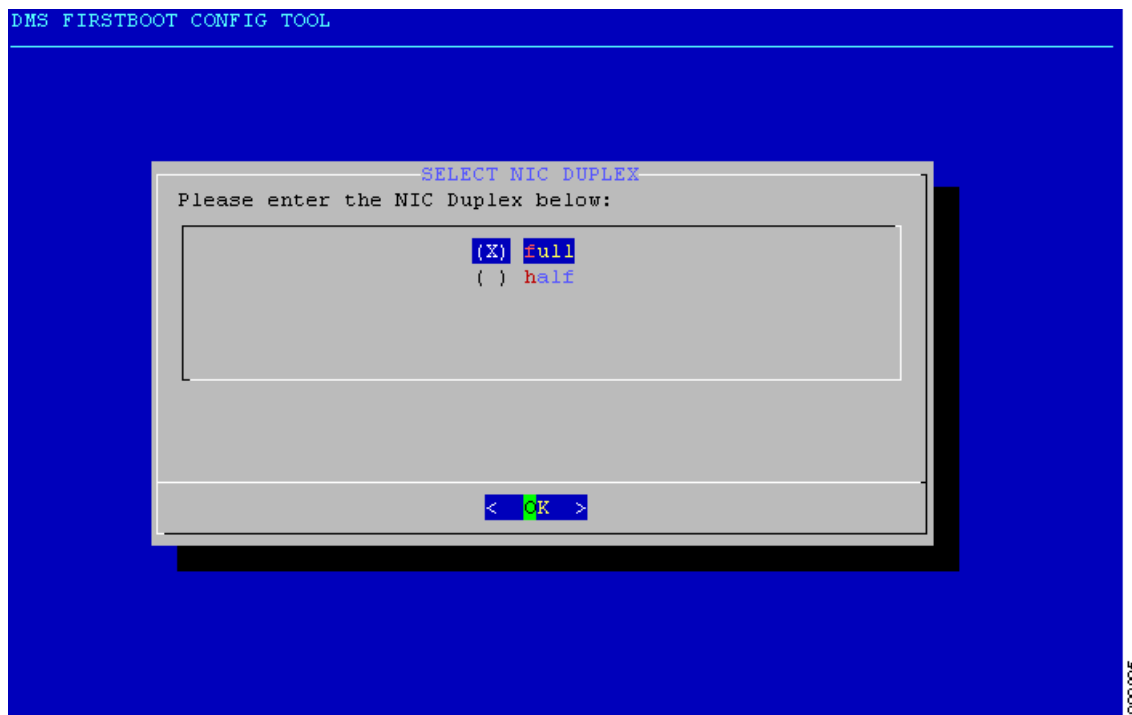 DMS FIRSTBOOT CONFIG TOOL
SELECT NIC DUPLEX
Please enter the NIC Duplex below:
(X) full
( ) half
< OK >